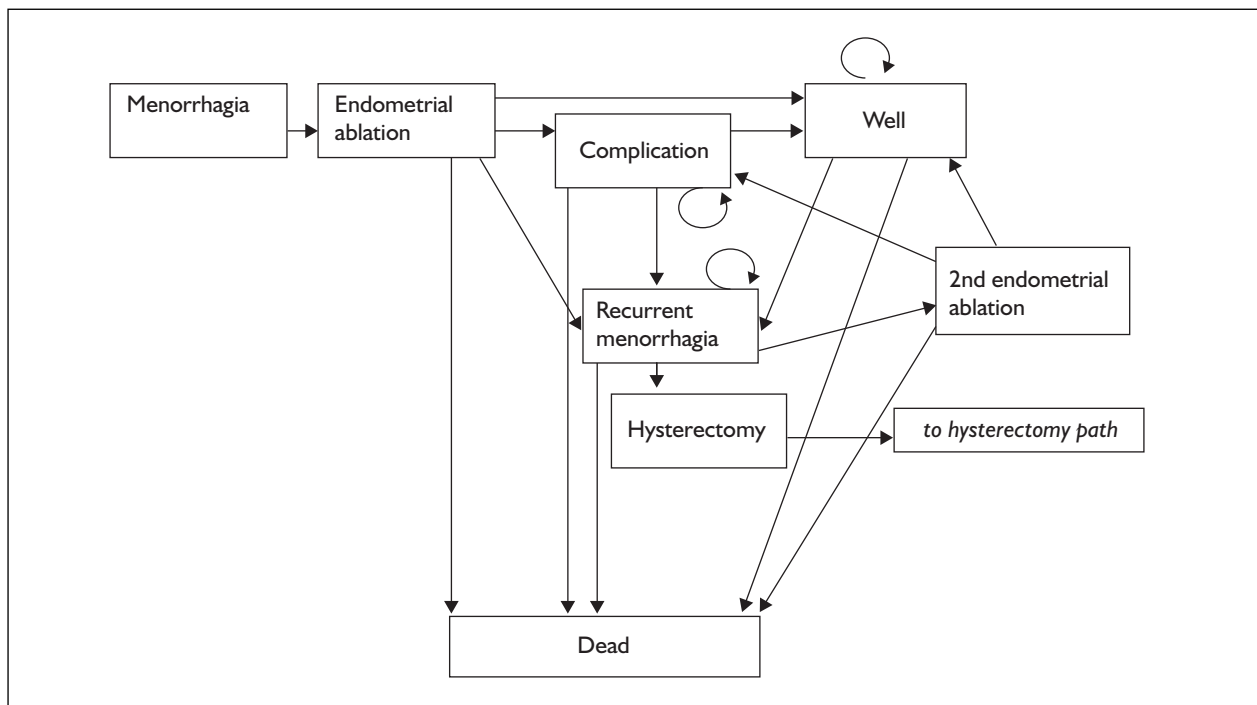 Menorrhagia
Endometrial
ablation
Complication
Well
2nd endometrial
ablation
Recurrent
menorrhagia
Hysterectomy
to hysterectomy path
Dead